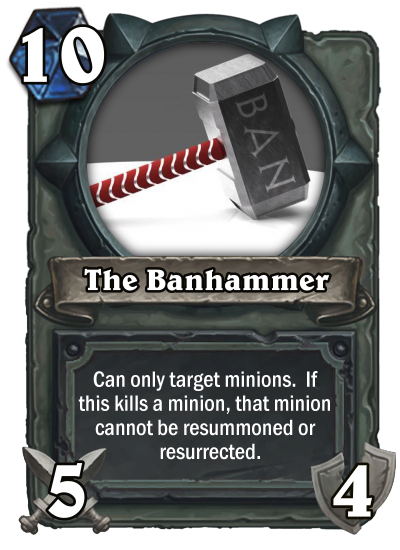 10
BAN
The Banhammer
Can only target minions.  If
this kills a minion, that minion
cannot be resummoned or
resurrected.
5
4